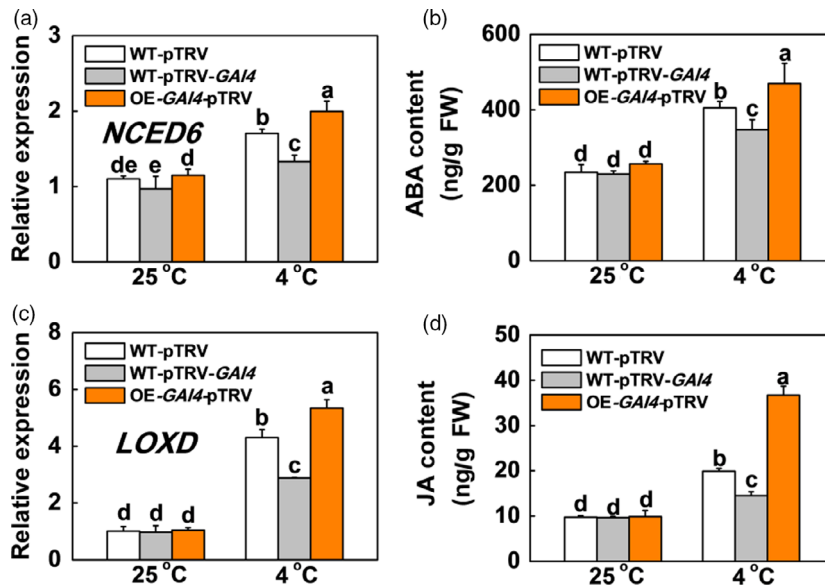 (a)
Relative expression
3
2
1
0
WT-pTRV
WT-pTRV-GAI4
OE-GAI4-pTRV
NCED6
de e d
b c a
25 °C 4 °C
(b)
ABA content
(ng/g FW)
600
400
200
0
WT-pTRV
WT-pTRV-GAI4
OE-GAI4-pTRV
d d d
b c a
25 °C 4 °C
(c)
Relative expression
8
6
4
2
0
WT-pTRV
WT-pTRV-GAI4
OE-GAI4-pTRV
LOXD
d d d
b c a
25 °C 4 °C
(d)
JA content
(ng/g FW)
50
40
30
20
10
0
WT-pTRV
WT-pTRV-GAI4
OE-GAI4-pTRV
d d d
b c a
25 °C 4 °C